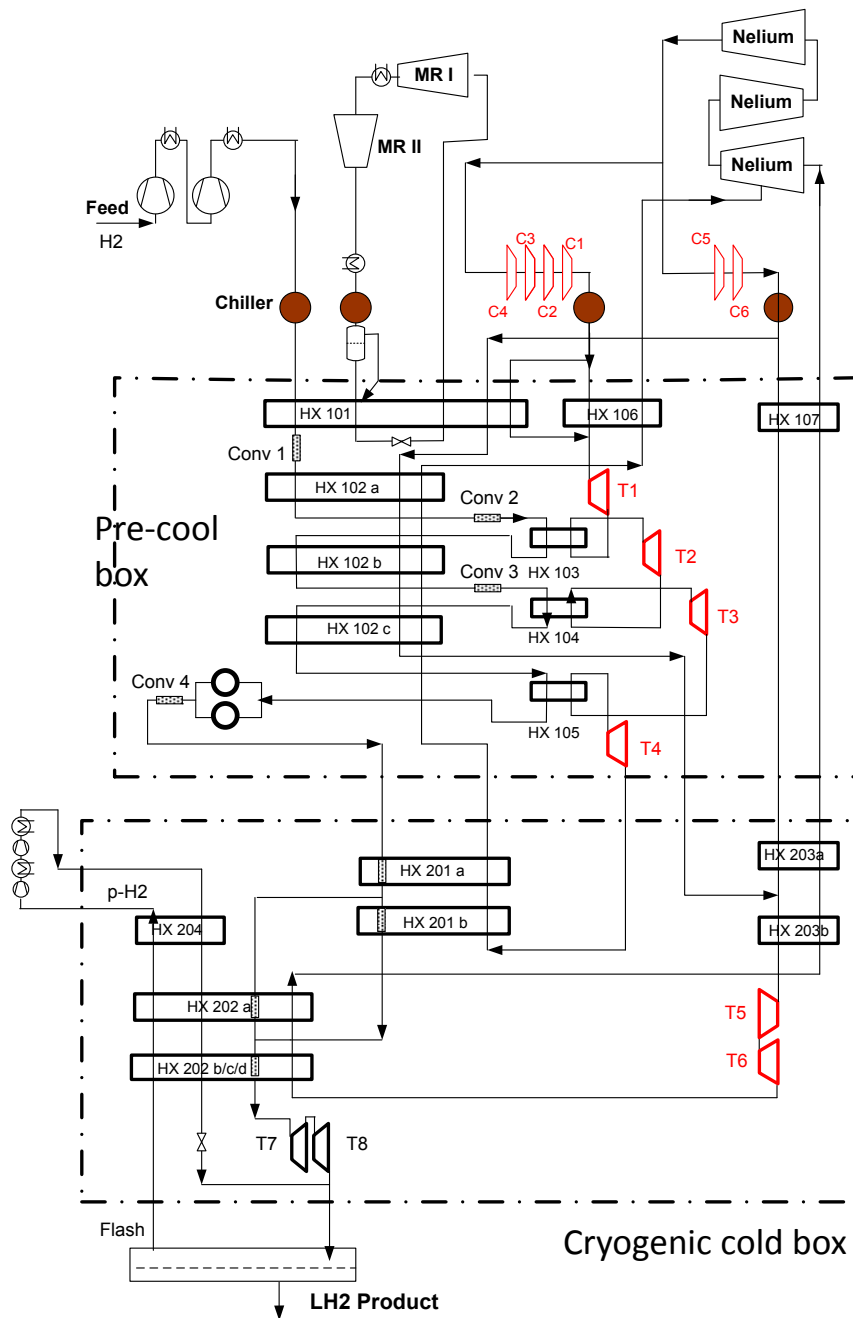 Nelium
MR I
Nelium
MR II
Nelium
Feed
H2
C3
C1
C5
C4
C2
C6
Chiller
HX 101
HX 106
HX 107
Conv 1
HX 102 a
Conv 2
T1
Pre-cool
box
HX 102 b
HX 103
T2
Conv 3
HX 102 c
HX 104
T3
Conv 4
HX 105
T4
HX 201 a
HX 203a
p-H2
HX 204
HX 201 b
HX 203b
HX 202 a
T5
HX 202 b/c/d
T6
T7
T8
Flash
Cryogenic cold box
LH2 Product